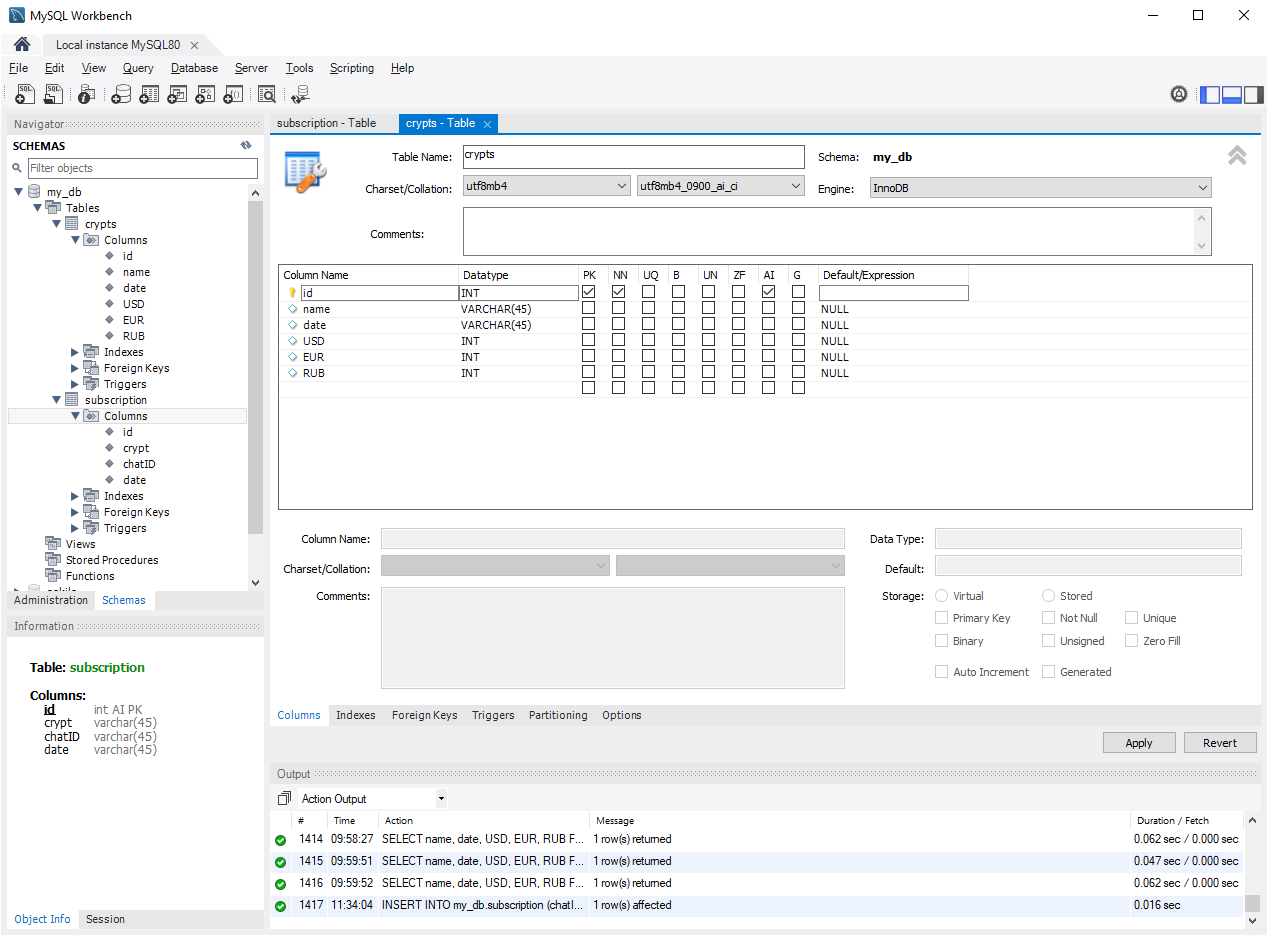 MySQL Workbench
Local instance MySQL80
File Edit View Query Database Server Tools Scripting Help
SQL SQL
Navigator
SCHEMAS
Filter objects
my_db
Tables
crypts
Columns
id
name
date
USD
EUR
RUB
Indexes
Foreign Keys
Triggers
subscription
Columns
id
crypt
chatID
date
Indexes
Foreign Keys
Triggers
Views
Stored Procedures
Functions
Administration Schemas
Information
Table: subscription
Columns:
id int AI PK
crypt varchar(45)
chatID varchar(45)
date varchar(45)
Object Info Session
subscription - Table crypts - Table
Table Name: crypts Schema: my_db
Charset/Collation: utf8mb4 utf8mb4_0900_ai_ci Engine: InnoDB
Comments:
Column Name Datatype PK NN UQ B UN ZF AI G Default/Expression
id INT
name VARCHAR(45) NULL
date VARCHAR(45) NULL
USD INT NULL
EUR INT NULL
RUB INT NULL
Column Name: Data Type:
Charset/Collation: Default:
Comments: Storage: Virtual Stored
Primary Key Not Null Unique
Binary Unsigned Zero Fill
Auto Increment Generated
Columns Indexes Foreign Keys Triggers Partitioning Options
Apply Revert
Output
Action Output
# Time Action Message Duration / Fetch
1414 09:58:27 SELECT name, date, USD, EUR, RUB F... 1 row(s) returned 0.062 sec / 0.000 sec
1415 09:59:51 SELECT name, date, USD, EUR, RUB F... 1 row(s) returned 0.047 sec / 0.000 sec
1416 09:59:52 SELECT name, date, USD, EUR, RUB F... 1 row(s) returned 0.062 sec / 0.000 sec
1417 11:34:04 INSERT INTO my_db.subscription (chatI... 1 row(s) affected 0.016 sec